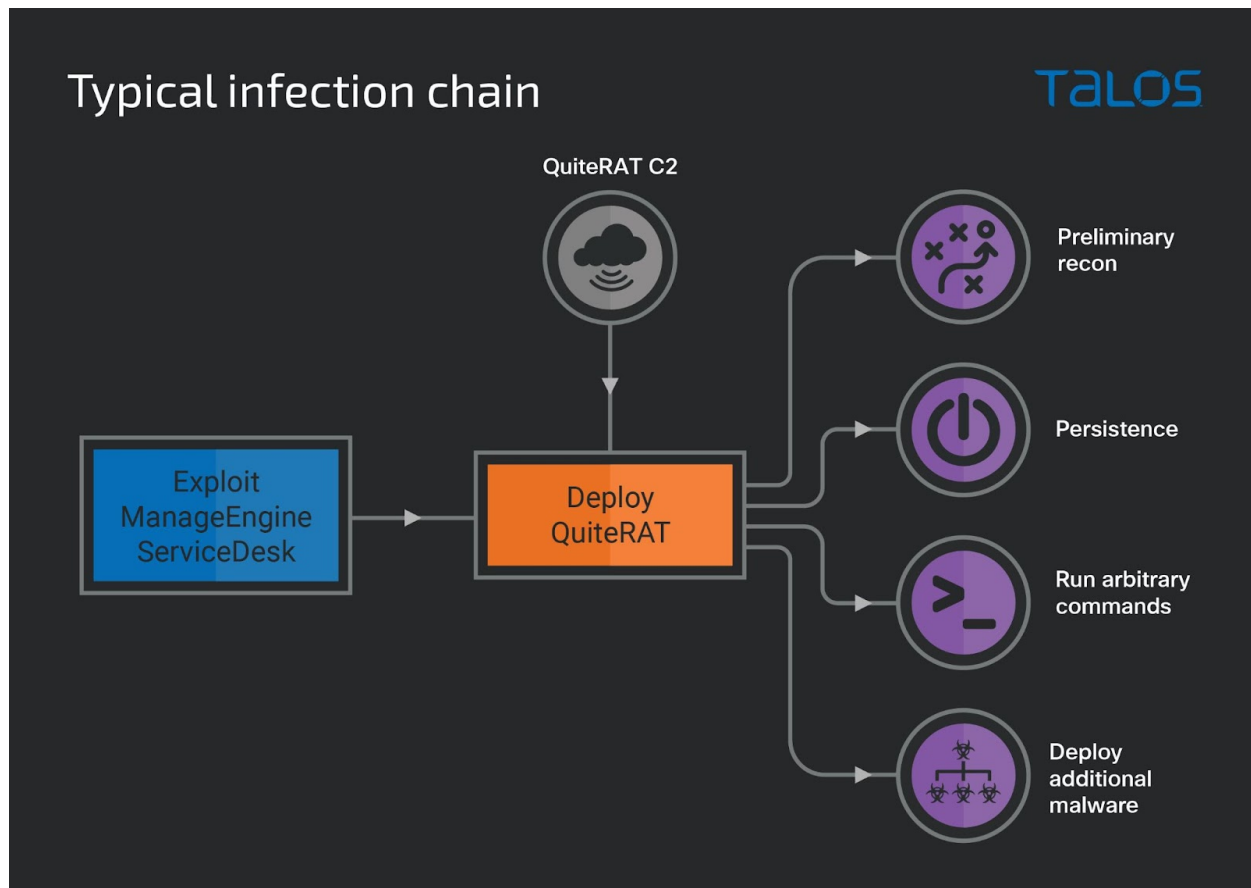 Typical infection chain
TALOS
QuiteRAT C2
Preliminary
recon
Persistence
Exploit
ManageEngine
ServiceDesk
Deploy
QuiteRAT
Run arbitrary
commands
Deploy
additional
malware